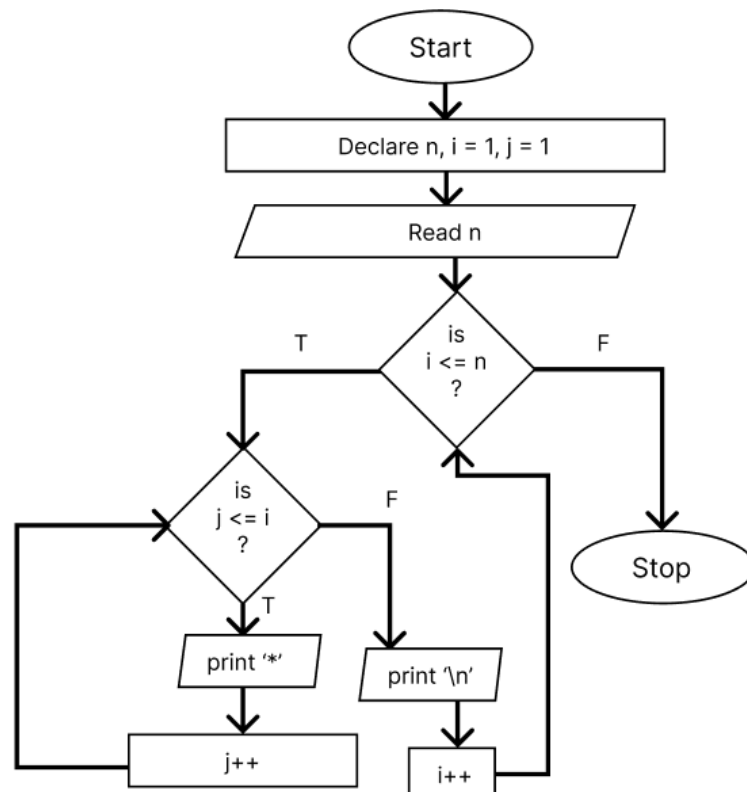 Start
Declare n, i = 1, j = 1
Read n
is
i <= n
?
T
F
is
j <= i
?
F
T
Stop
print ‘*’
print ‘\n’
j++
i++